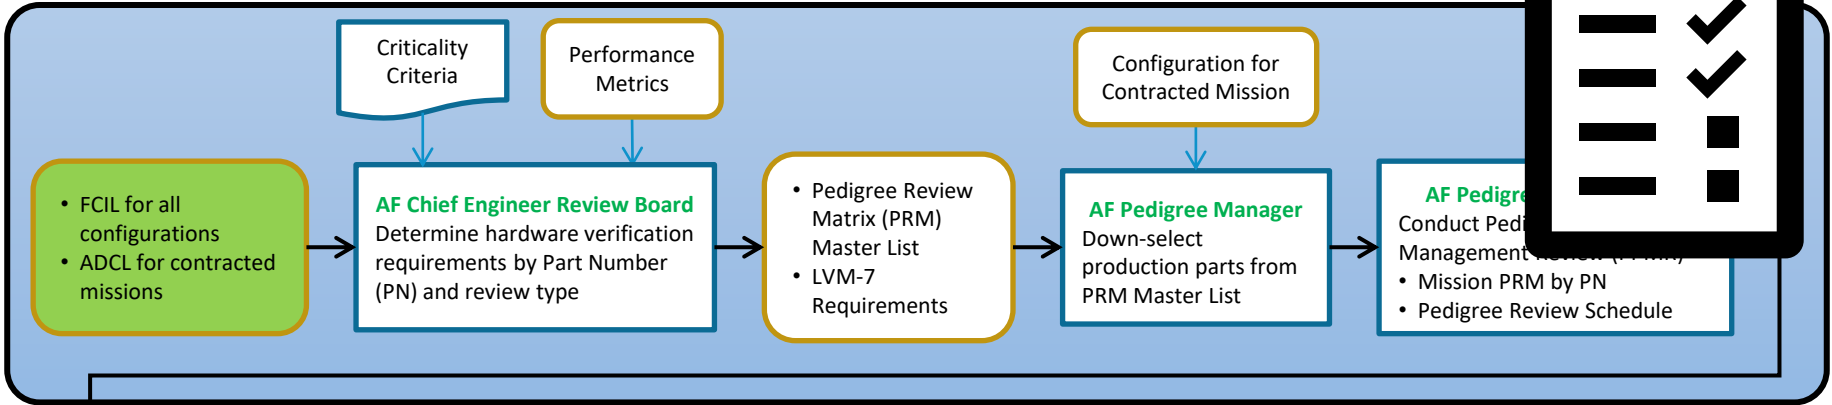 Criticality
Criteria
Performance
Metrics
Configuration for
Contracted Mission
• FCIL for all
configurations
• ADCL for contracted
missions
AF Chief Engineer Review Board
Determine hardware verification
requirements by Part Number
(PN) and review type
• Pedigree Review
Matrix (PRM)
Master List
• LVM-7
Requirements
AF Pedigree Manager
Down-select
production parts from
PRM Master List
AF
Conduct
Management
• Mission PRM by PN
• Pedigree Review Schedule